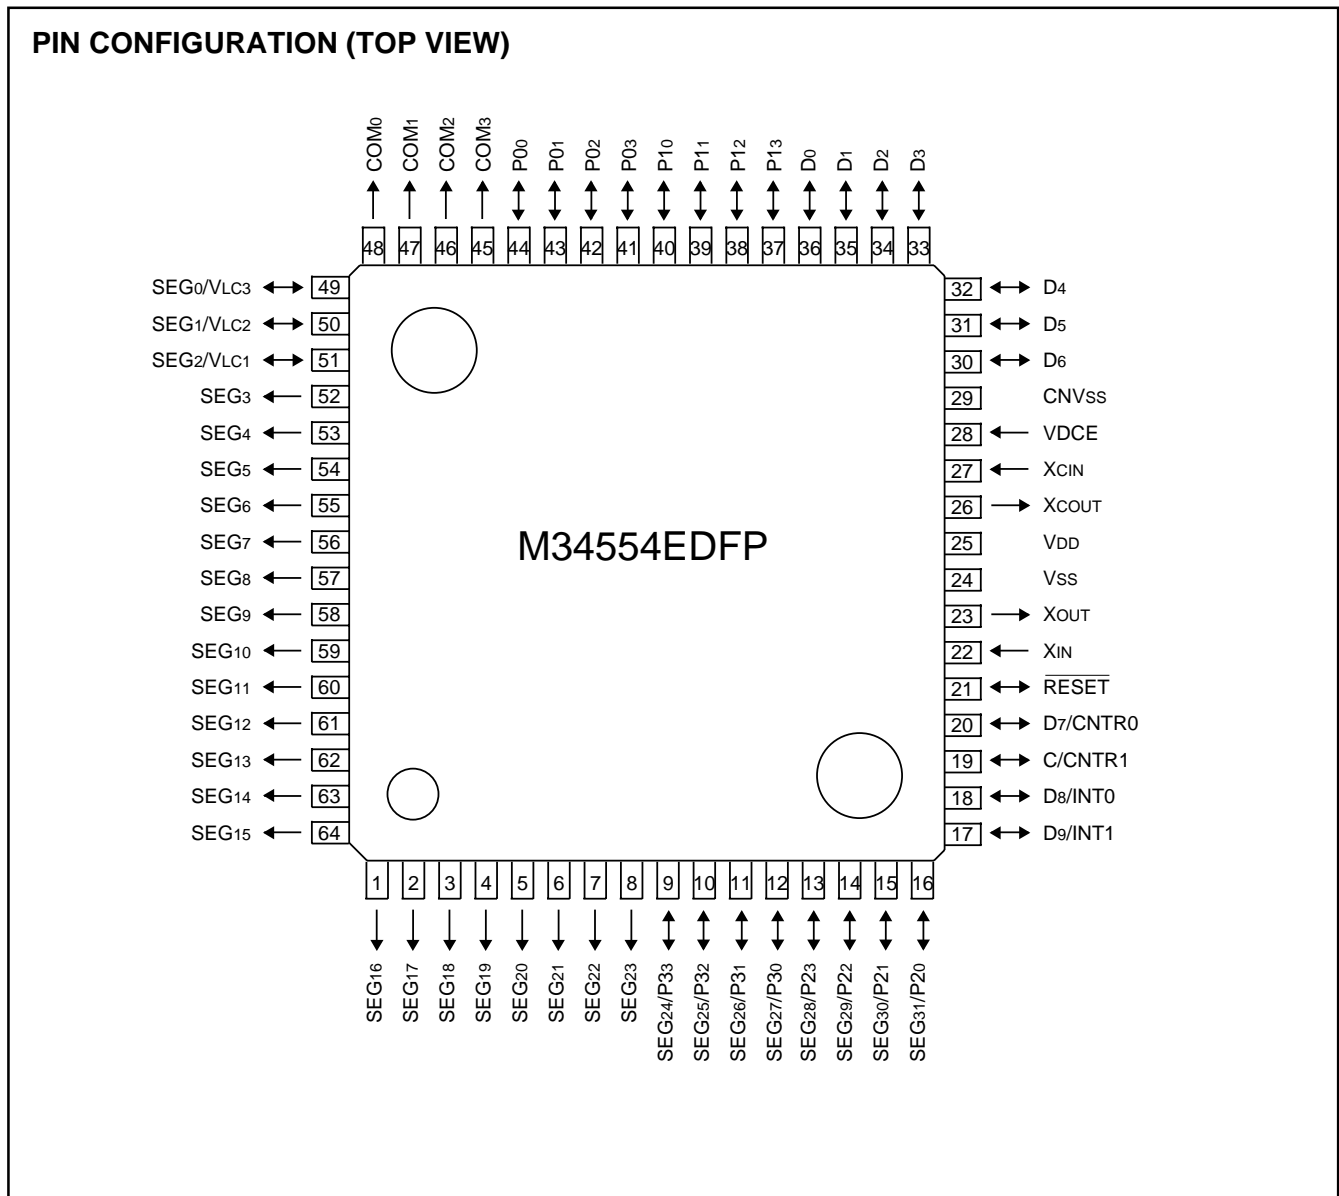 PIN CONFIGURATION (TOP VIEW)
COM0
COM1
COM2
COM3
P00
P01
P02
P03
P10
P11
P12
P13
D0
D1
D2
D3
48 47 46 45 44 43 42 41 40 39 38 37 36 35 34 33
SEG0/VLC3 49
SEG1/VLC2 50
SEG2/VLC1 51
SEG3 52
SEG4 53
SEG5 54
SEG6 55
SEG7 56
SEG8 57
SEG9 58
SEG10 59
SEG11 60
SEG12 61
SEG13 62
SEG14 63
SEG15 64
M34554EDFP
32 D4
31 D5
30 D6
29 CNVSS
28 VDCE
27 XCIN
26 XCOUT
25 VDD
24 VSS
23 XOUT
22 XIN
21 RESET
20 D7/CNTR0
19 C/CNTR1
18 D8/INT0
17 D9/INT1
1 2 3 4 5 6 7 8 9 10 11 12 13 14 15 16
SEG16
SEG17
SEG18
SEG19
SEG20
SEG21
SEG22
SEG23
SEG24/P33
SEG25/P32
SEG26/P31
SEG27/P30
SEG28/P23
SEG29/P22
SEG30/P21
SEG31/P20